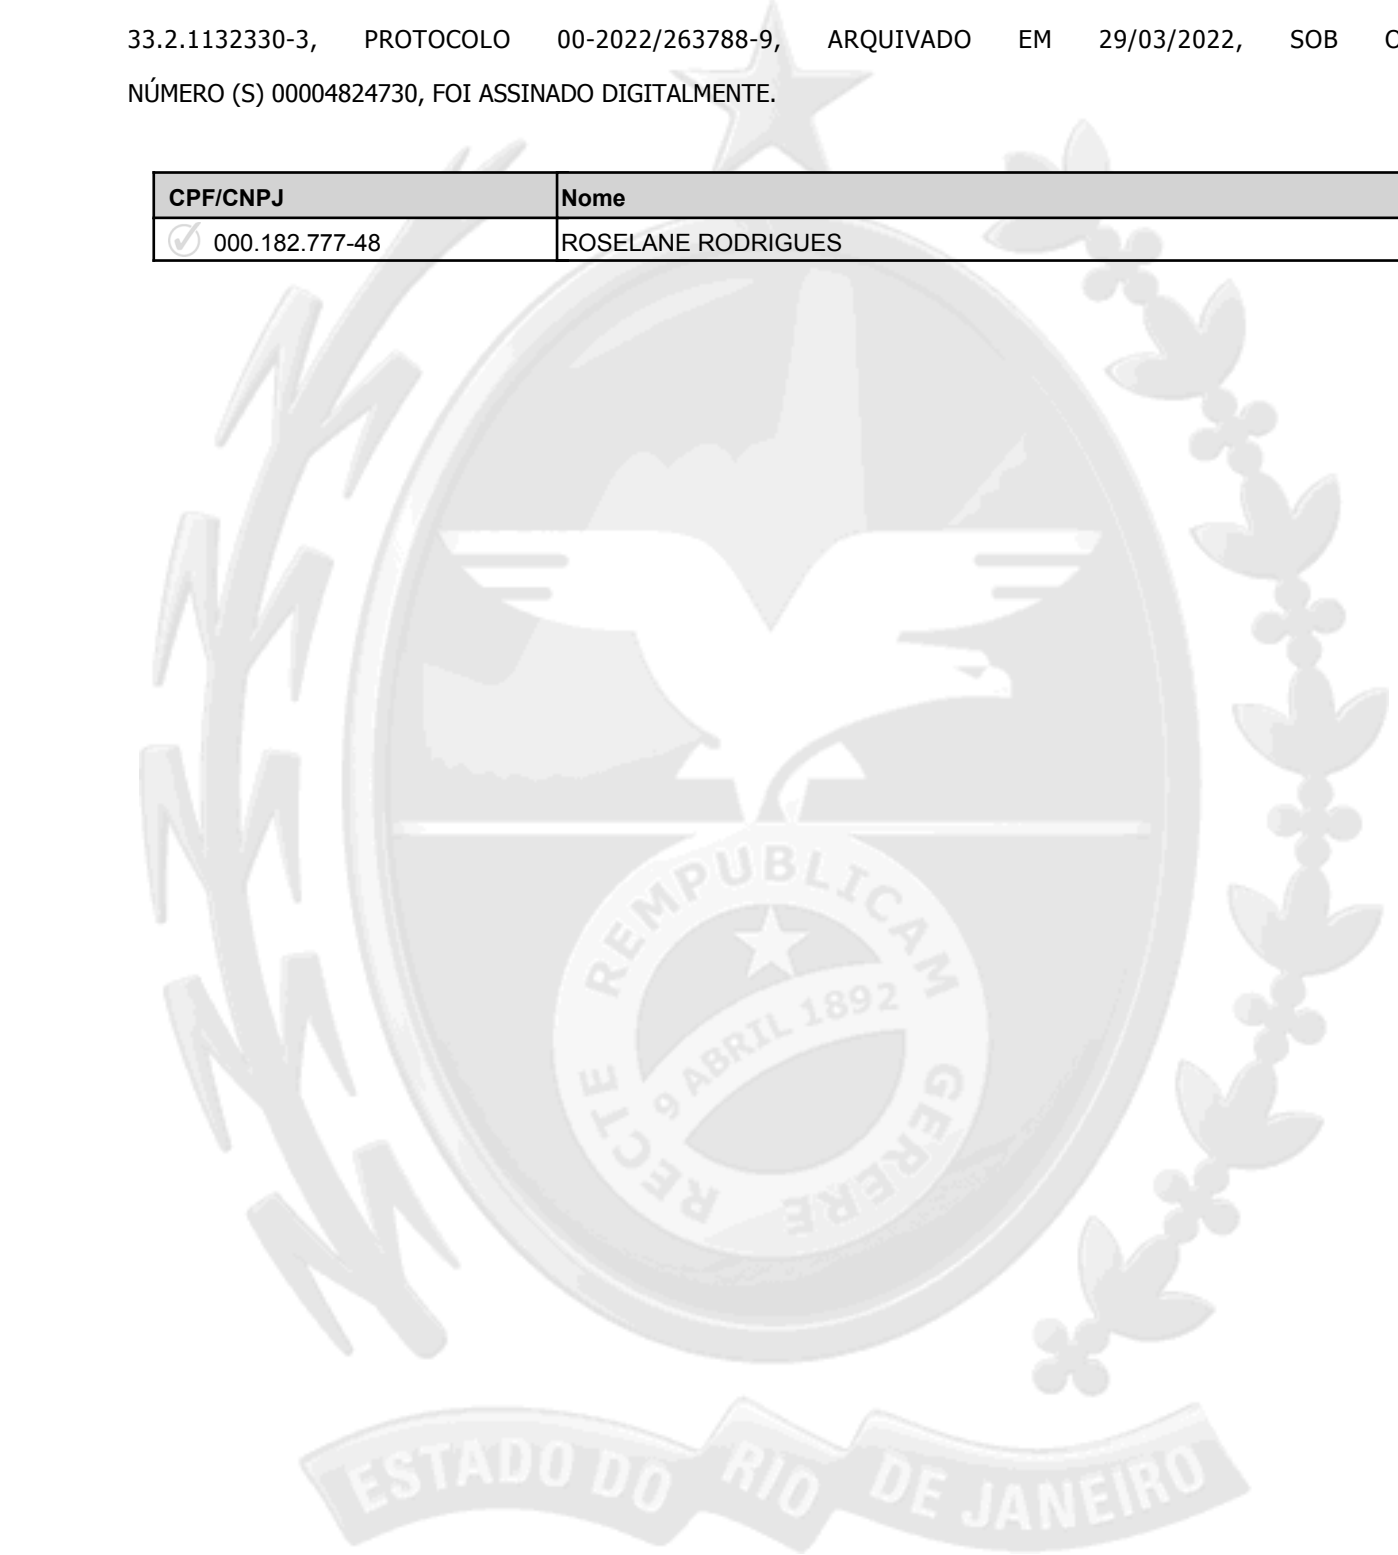 33.2.1132330-3, PROTOCOLO 00-2022/263788-9, ARQUIVADO EM 29/03/2022, SOB
NÚMERO (S) 00004824730, FOI ASSINADO DIGITALMENTE.
CPF/CNPJ Nome
000.182.777-48 ROSELANE RODRIGUES
REMPUBLICAM
9 ABRIL 1892
RECTE GERERE
ESTADO DO RIO DE JANEIRO